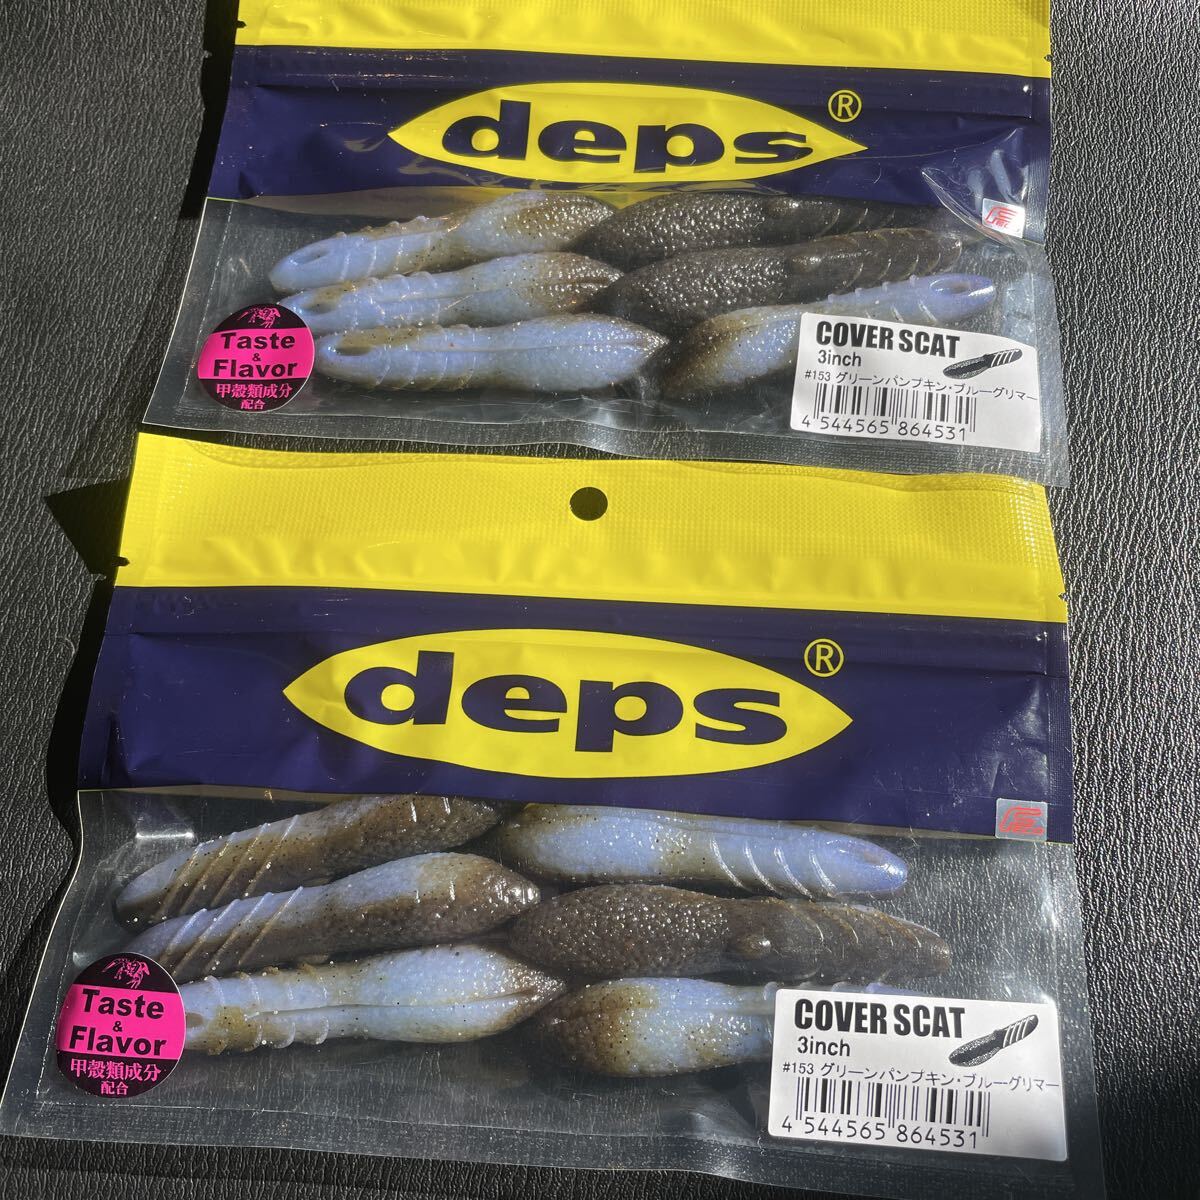 deps®
Taste
&
Flavor
甲殻類成分
配合
COVER SCAT
3inch
#153 グリーンパンプキン・ブルーグリマー
4 544565 864531
deps®
Taste
&
Flavor
甲殻類成分
配合
COVER SCAT
3inch
#153 グリーンパンプキン・ブルーグリマー
4 544565 864531